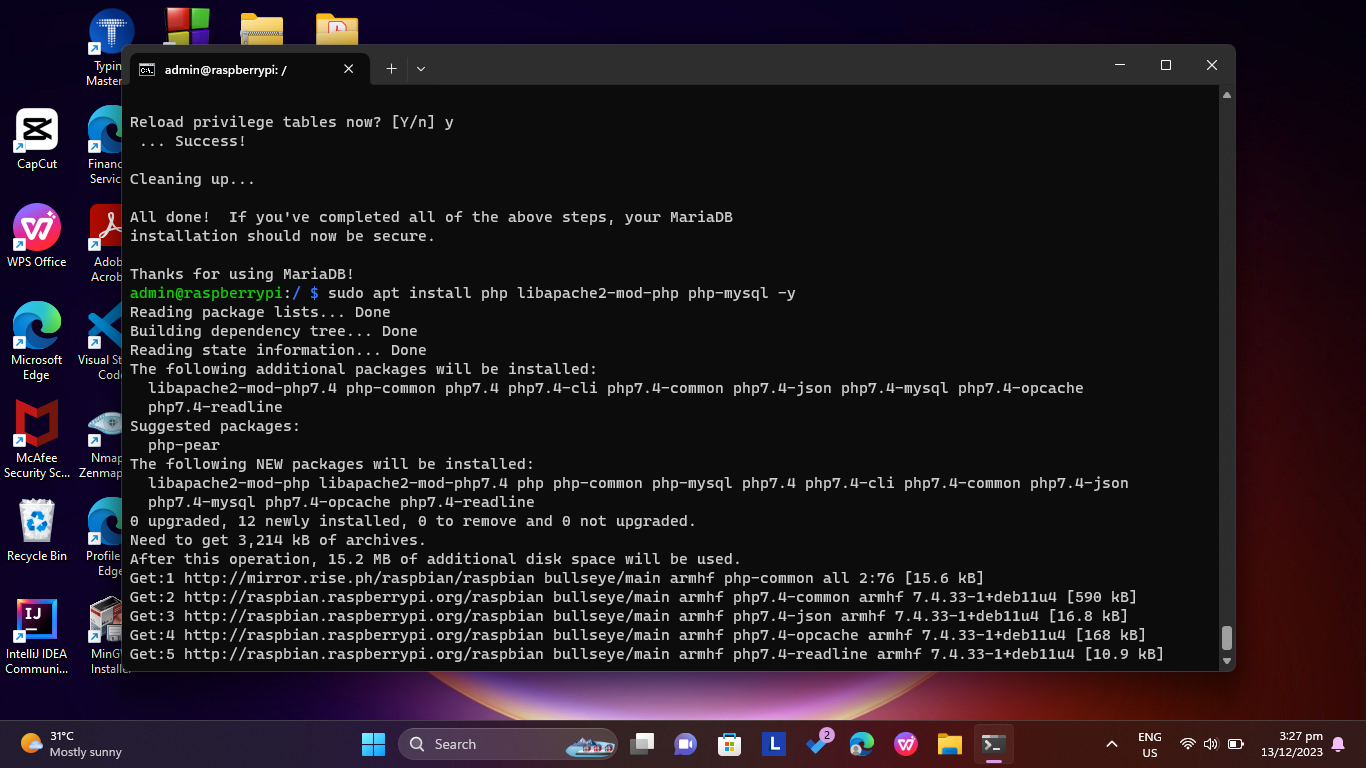 Typing
Master...
CapCut
Financ
Servic
WPS Office
Adob
Acroba
Microsoft
Edge
Visual St
Code
McAfee
Security Sc...
Nmap
Zenmap
Recycle Bin
Profile
Edge
IntelliJ IDEA
Communi...
MinG
Installe
admin@raspberrypi: /
Reload privilege tables now? [Y/n] y
... Success!
Cleaning up...
All done!  If you've completed all of the above steps, your MariaDB
installation should now be secure.
Thanks for using MariaDB!
admin@raspberrypi:/ $ sudo apt install php libapache2-mod-php php-mysql -y
Reading package lists... Done
Building dependency tree... Done
Reading state information... Done
The following additional packages will be installed:
libapache2-mod-php7.4 php-common php7.4 php7.4-cli php7.4-common php7.4-json php7.4-mysql php7.4-opcache
php7.4-readline
Suggested packages:
php-pear
The following NEW packages will be installed:
libapache2-mod-php libapache2-mod-php7.4 php php-common php-mysql php7.4 php7.4-cli php7.4-common php7.4-json
php7.4-mysql php7.4-opcache php7.4-readline
0 upgraded, 12 newly installed, 0 to remove and 0 not upgraded.
Need to get 3,214 kB of archives.
After this operation, 15.2 MB of additional disk space will be used.
Get:1 http://mirror.rise.ph/raspbian/raspbian bullseye/main armhf php-common all 2:76 [15.6 kB]
Get:2 http://raspbian.raspberrypi.org/raspbian bullseye/main armhf php7.4-common armhf 7.4.33-1+deb11u4 [590 kB]
Get:3 http://raspbian.raspberrypi.org/raspbian bullseye/main armhf php7.4-json armhf 7.4.33-1+deb11u4 [16.8 kB]
Get:4 http://raspbian.raspberrypi.org/raspbian bullseye/main armhf php7.4-opcache armhf 7.4.33-1+deb11u4 [168 kB]
Get:5 http://raspbian.raspberrypi.org/raspbian bullseye/main armhf php7.4-readline armhf 7.4.33-1+deb11u4 [10.9 kB]
31°C
Mostly sunny
Search
2
ENG
US
3:27 pm
13/12/2023